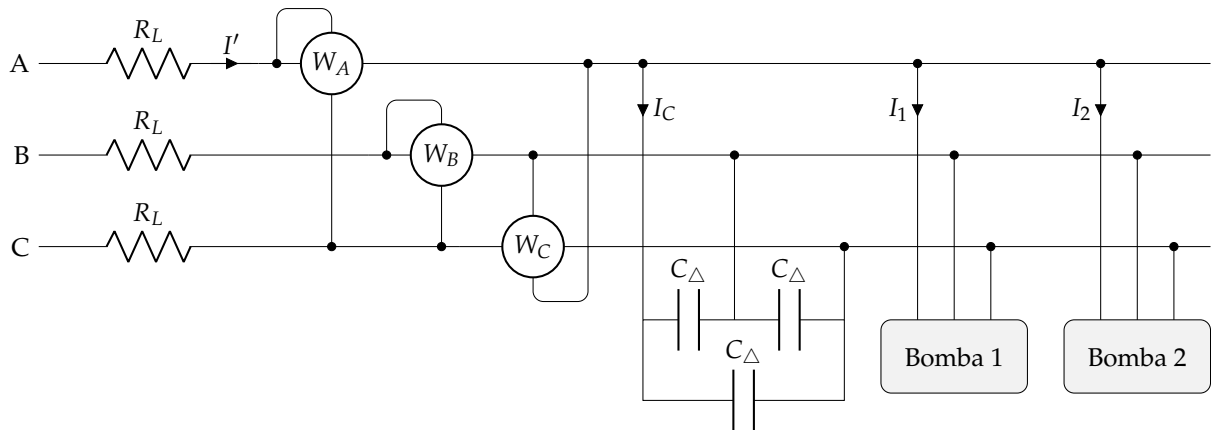 R_L I′ W_A
A
I_C I_1 I_2
R_L
B W_B
R_L
C W_C
C_△ C_△
C_△
Bomba 1 Bomba 2